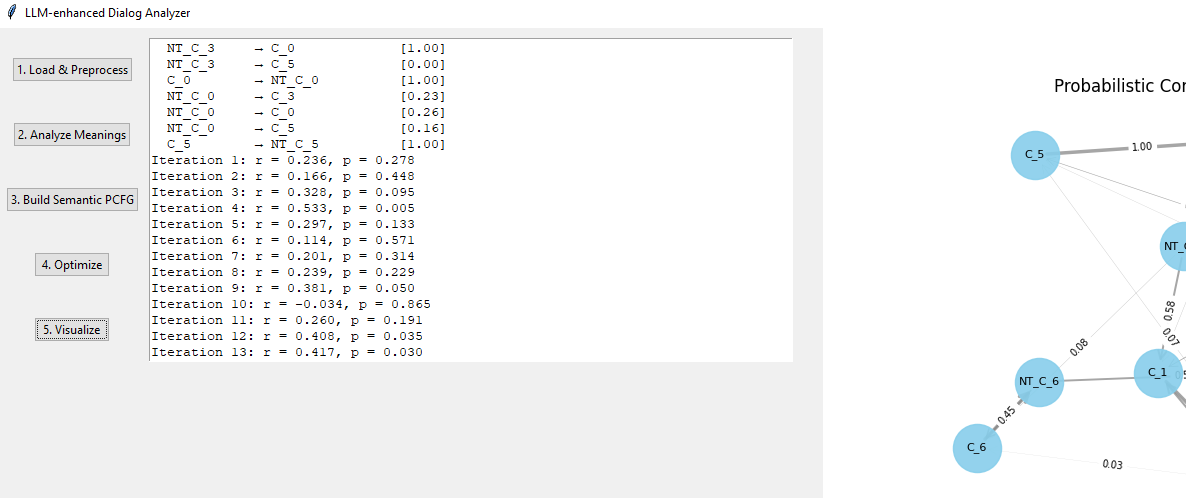 LLM-enhanced Dialog Analyzer
1. Load & Preprocess
2. Analyze Meanings
3. Build Semantic PCFG
4. Optimize
5. Visualize
NT_C_3 → C_0 [1.00]
NT_C_3 → C_5 [0.00]
C_0 → NT_C_0 [1.00]
NT_C_0 → C_3 [0.23]
NT_C_0 → C_0 [0.26]
NT_C_0 → C_5 [0.16]
C_5 → NT_C_5 [1.00]
Iteration 1: r = 0.236, p = 0.278
Iteration 2: r = 0.166, p = 0.448
Iteration 3: r = 0.328, p = 0.095
Iteration 4: r = 0.533, p = 0.005
Iteration 5: r = 0.297, p = 0.133
Iteration 6: r = 0.114, p = 0.571
Iteration 7: r = 0.201, p = 0.314
Iteration 8: r = 0.239, p = 0.229
Iteration 9: r = 0.381, p = 0.050
Iteration 10: r = -0.034, p = 0.865
Iteration 11: r = 0.260, p = 0.191
Iteration 12: r = 0.408, p = 0.035
Iteration 13: r = 0.417, p = 0.030
Probabilistic Cor
C_5
1.00
NT_
0.58
0.07
0.08
NT_C_6
C_1
0.45
C_6
0.03